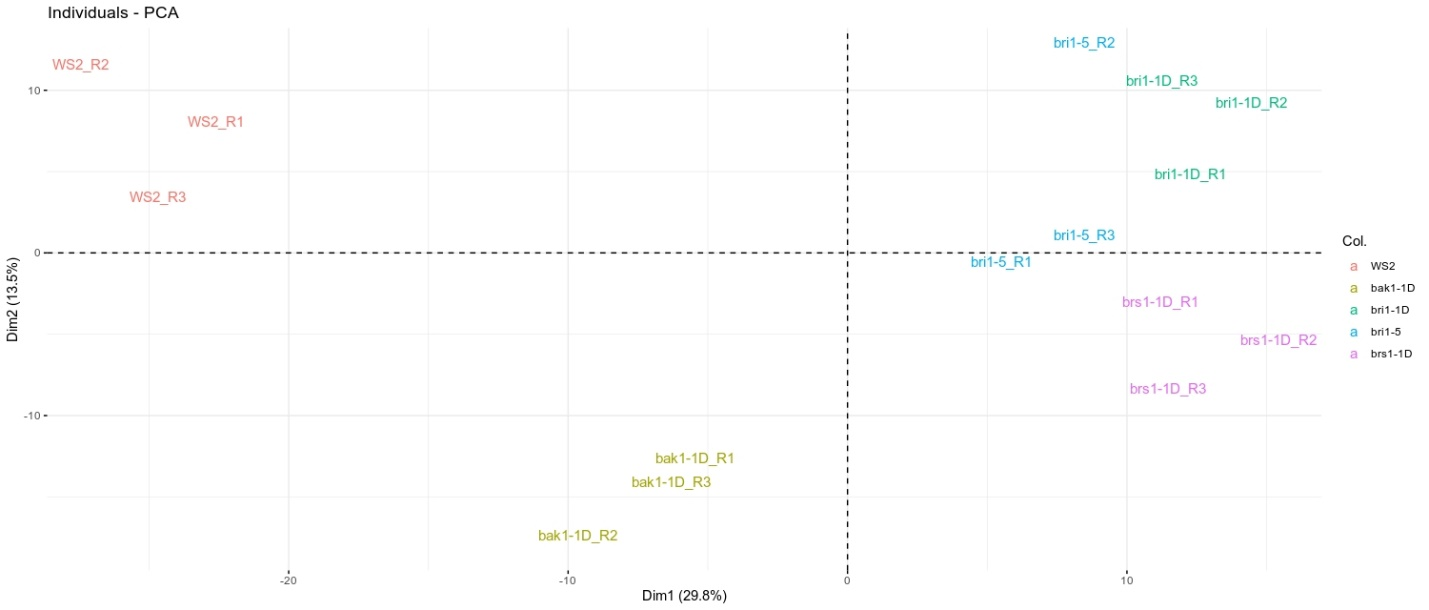 Individuals - PCA
bri1-5_R2
WS2_R2
bri1-1D_R3
10
bri1-1D_R2
WS2_R1
bri1-1D_R1
WS2_R3
bri1-5_R3
0
bri1-5_R1
brs1-1D_R1
brs1-1D_R2
brs1-1D_R3
-10
bak1-1D_R1
bak1-1D_R3
bak1-1D_R2
Dim2 (13.5%)
-20
-10
0
10
Dim1 (29.8%)
Col.
a WS2
a bak1-1D
a bri1-1D
a bri1-5
a brs1-1D